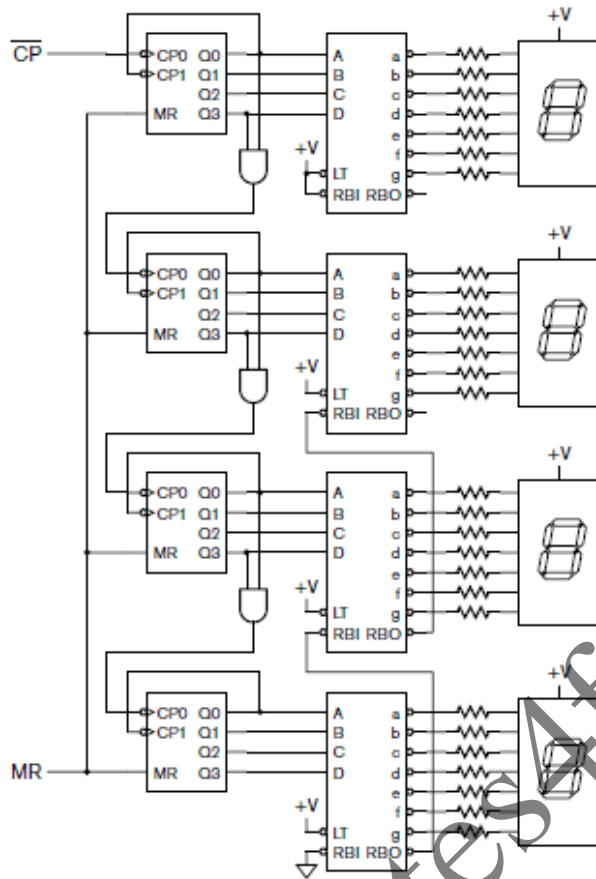 +V
CP CP0 Q0 A a
CP1 Q1 B b
Q2 C c
MR Q3 D d
e
+V f
LT g
RBI RBO
+V
CP0 Q0 A a
CP1 Q1 B b
Q2 C c
MR Q3 D d
e
+V f
LT g
RBI RBO
+V
CP0 Q0 A a
CP1 Q1 B b
Q2 C c
MR Q3 D d
e
+V f
LT g
RBI RBO
+V
CP0 Q0 A a
CP1 Q1 B b
Q2 C c
MR MR Q3 D d
e
+V f
LT g
RBI RBO